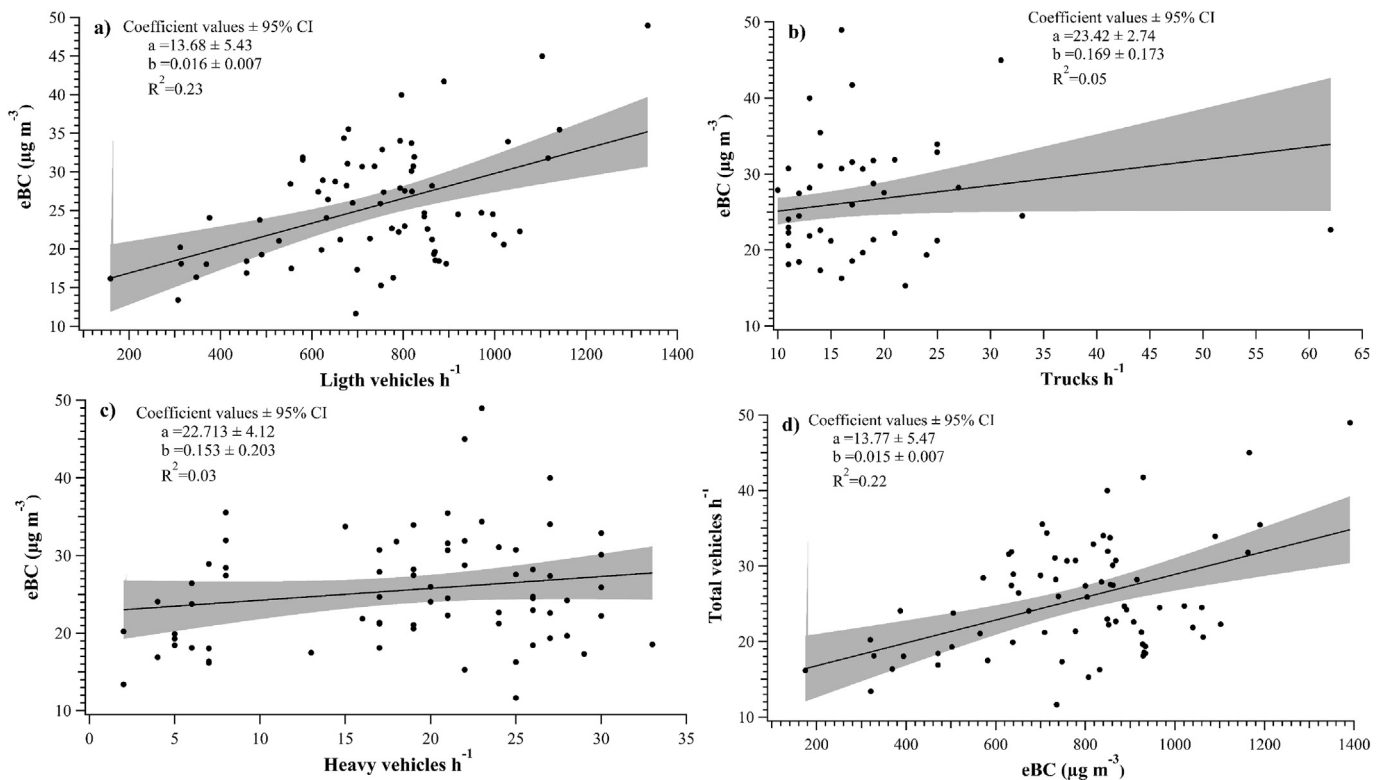 a)
Coefficient values ± 95% CI
a =13.68 ± 5.43
b =0.016 ± 0.007
R²=0.23
eBC (µg m⁻³)
50
45
40
35
30
25
20
15
10
200 400 600 800 1000 1200 1400
Ligth vehicles h⁻¹
b)
Coefficient values ± 95% CI
a =23.42 ± 2.74
b =0.169 ± 0.173
R²=0.05
eBC (µg m⁻³)
50
45
40
35
30
25
20
15
10
10 15 20 25 30 35 40 45 50 55 60 65
Trucks h⁻¹
c)
Coefficient values ± 95% CI
a =22.713 ± 4.12
b =0.153 ± 0.203
R²=0.03
eBC (µg m⁻³)
50
40
30
20
10
0 5 10 15 20 25 30 35
Heavy vehicles h⁻¹
d)
Coefficient values ± 95% CI
a =13.77 ± 5.47
b =0.015 ± 0.007
R²=0.22
Total vehicles h⁻¹
50
40
30
20
10
200 400 600 800 1000 1200 1400
eBC (µg m⁻³)